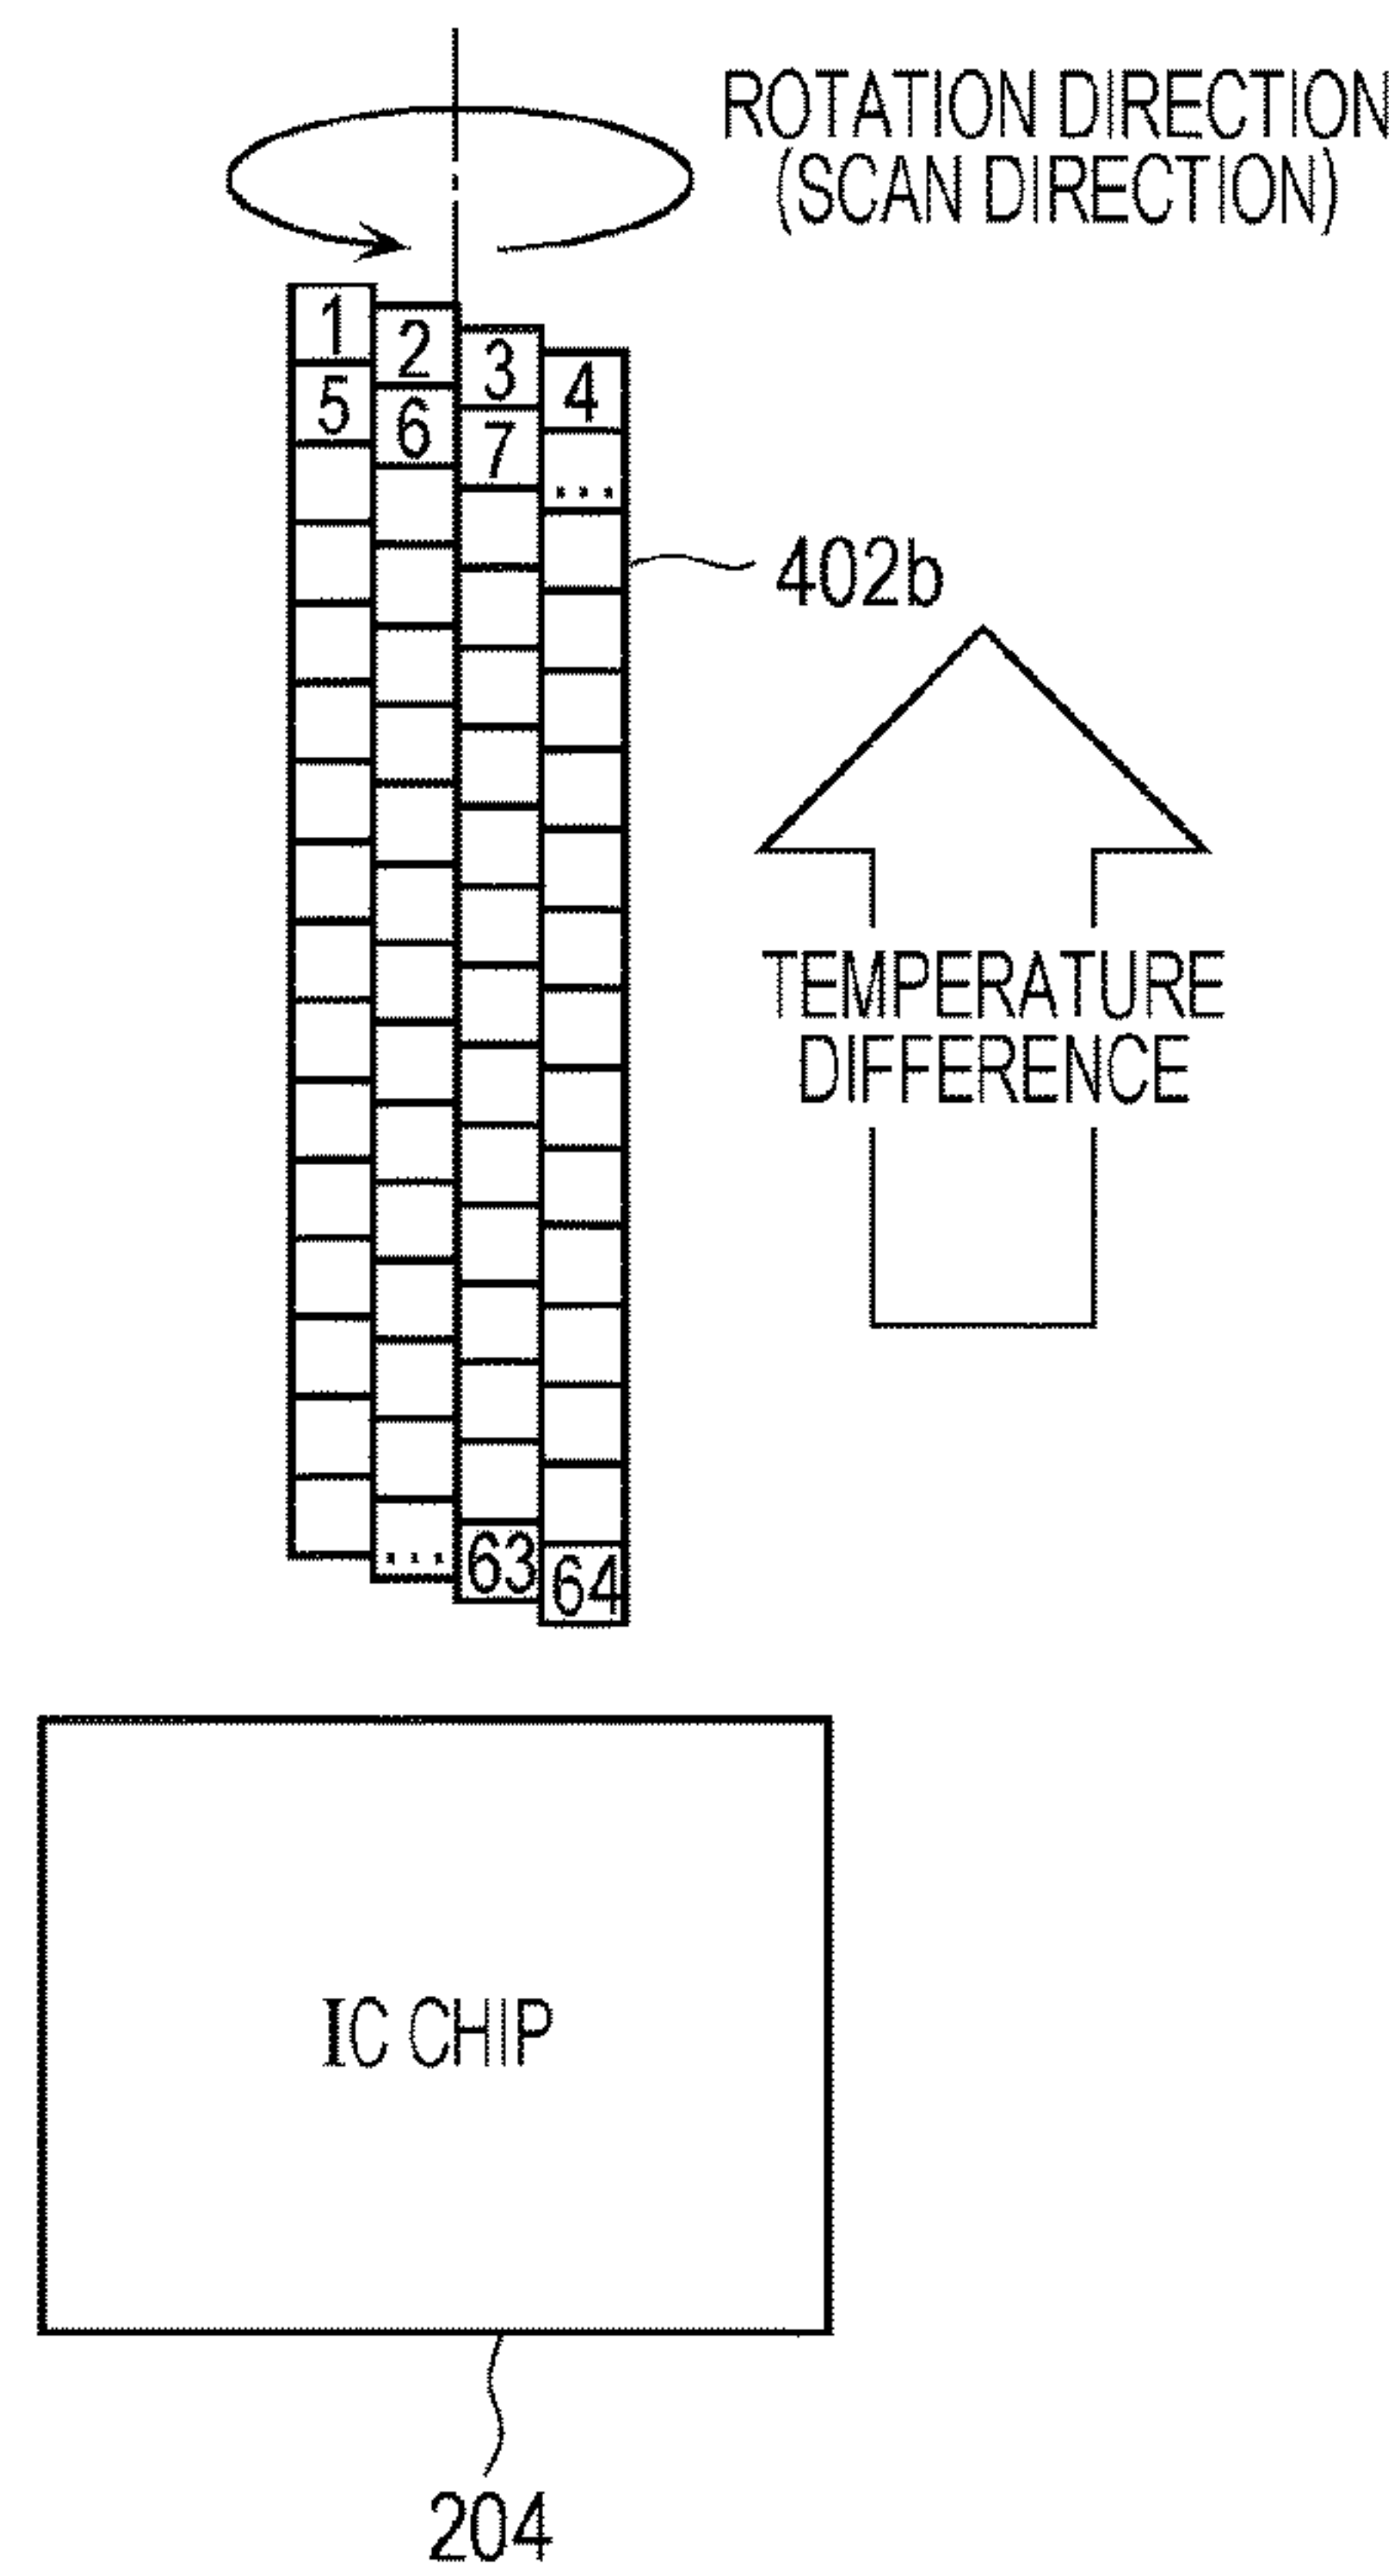 ROTATION DIRECTION
(SCAN DIRECTION)
1
2
3
4
5
6
7
...
402b
TEMPERATURE
DIFFERENCE
...
63
64
IC CHIP
204